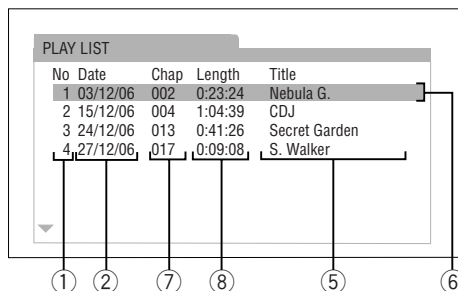 PLAY LIST
No Date Chap Length Title
1 03/12/06 002 0:23:24 Nebula G.
2 15/12/06 004 1:04:39 CDJ
3 24/12/06 013 0:41:26 Secret Garden
4 27/12/06 017 0:09:08 S. Walker
① ② ⑦ ⑧ ⑤ ⑥